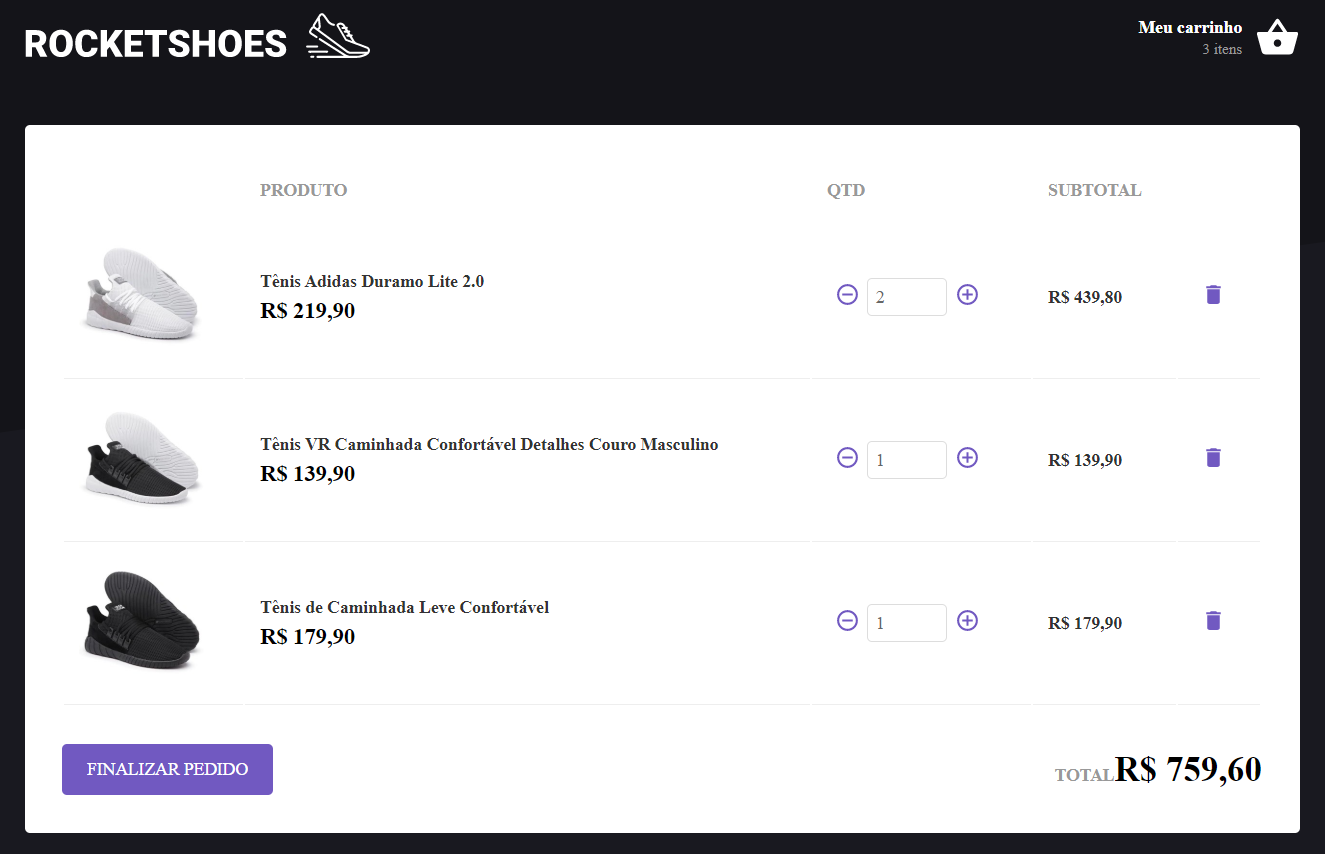 ROCKETSHOES
Meu carrinho
3 itens
PRODUTO QTD SUBTOTAL
Tênis Adidas Duramo Lite 2.0
R$ 219,90
2
R$ 439,80
Tênis VR Caminhada Confortável Detalhes Couro Masculino
R$ 139,90
1
R$ 139,90
Tênis de Caminhada Leve Confortável
R$ 179,90
1
R$ 179,90
FINALIZAR PEDIDO
TOTALR$ 759,60